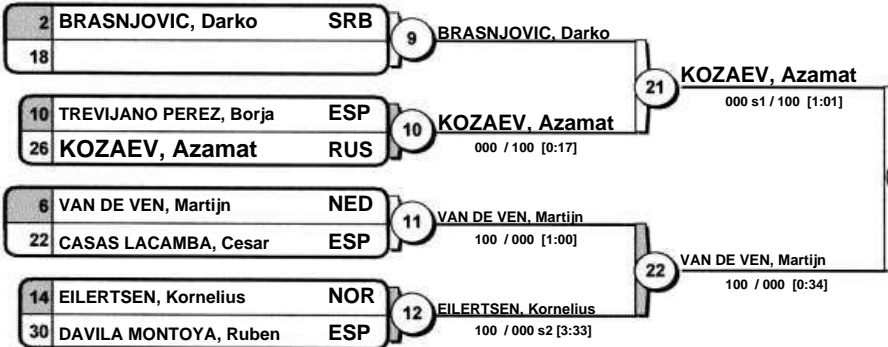 2 BRASNJOVIC, Darko SRB
18
9
BRASNJOVIC, Darko
10 TREVIJANO PEREZ, Borja ESP
26 KOZAEV, Azamat RUS
10
KOZAEV, Azamat
000 / 100 [0:17]
21
KOZAEV, Azamat
000 s1 / 100 [1:01]
6 VAN DE VEN, Martijn NED
22 CASAS LACAMBA, Cesar ESP
11
VAN DE VEN, Martijn
100 / 000 [1:00]
14 EILERTSEN, Kornelius NOR
30 DAVILA MONTOYA, Ruben ESP
12
EILERTSEN, Kornelius
100 / 000 s2 [3:33]
22
VAN DE VEN, Martijn
100 / 000 [0:34]